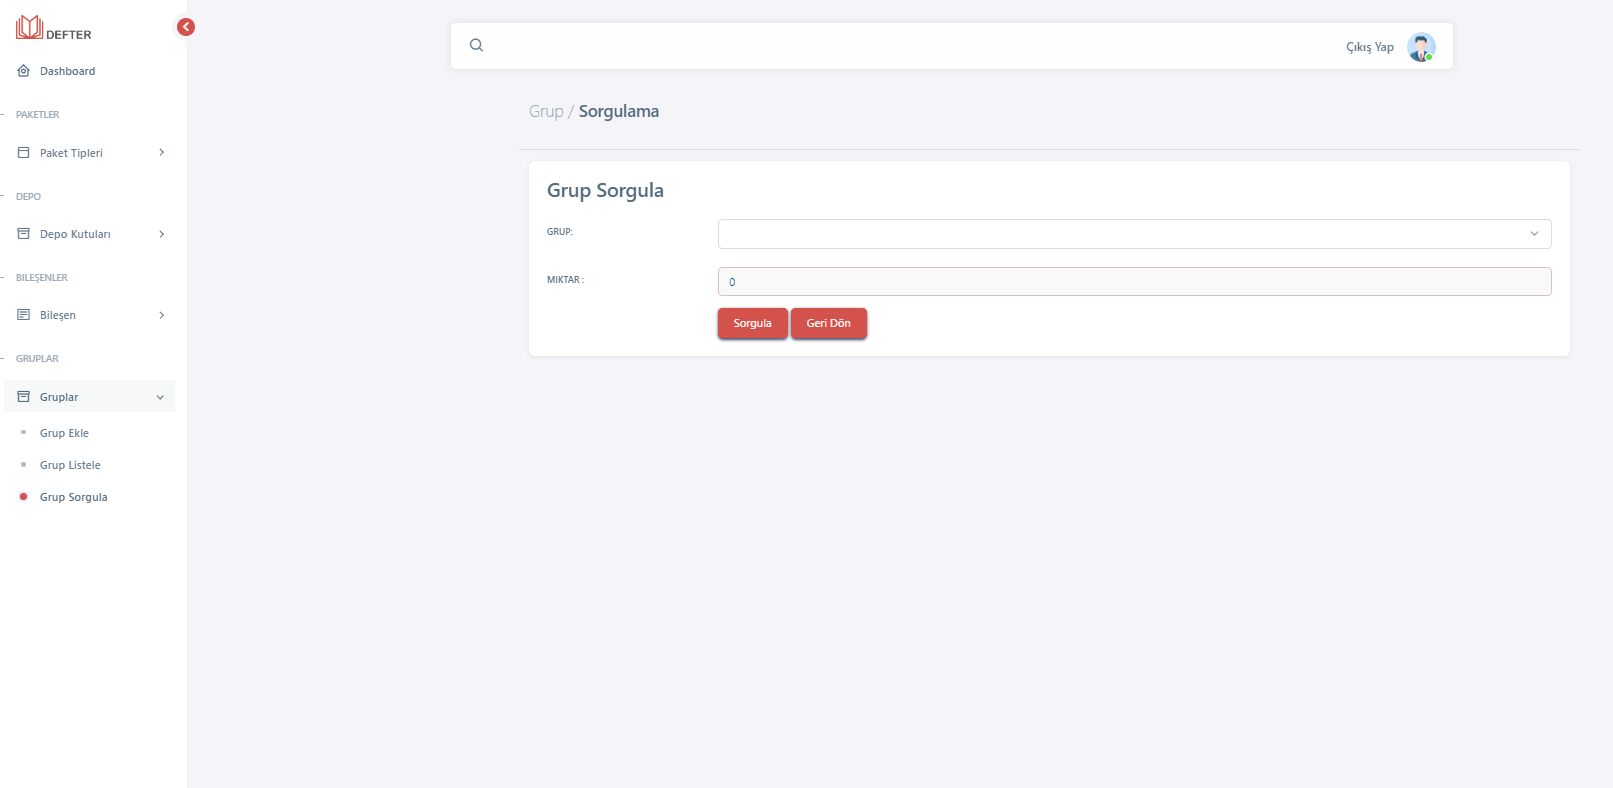 DEFTER
Dashboard
PAKETLER
Paket Tipleri
DEPO
Depo Kutuları
BILEŞENLER
Bileşen
GRUPLAR
Gruplar
Grup Ekle
Grup Listele
Grup Sorgula
Çıkış Yap
Grup / Sorgulama
Grup Sorgula
GRUP:
MIKTAR : 0
Sorgula Geri Dön